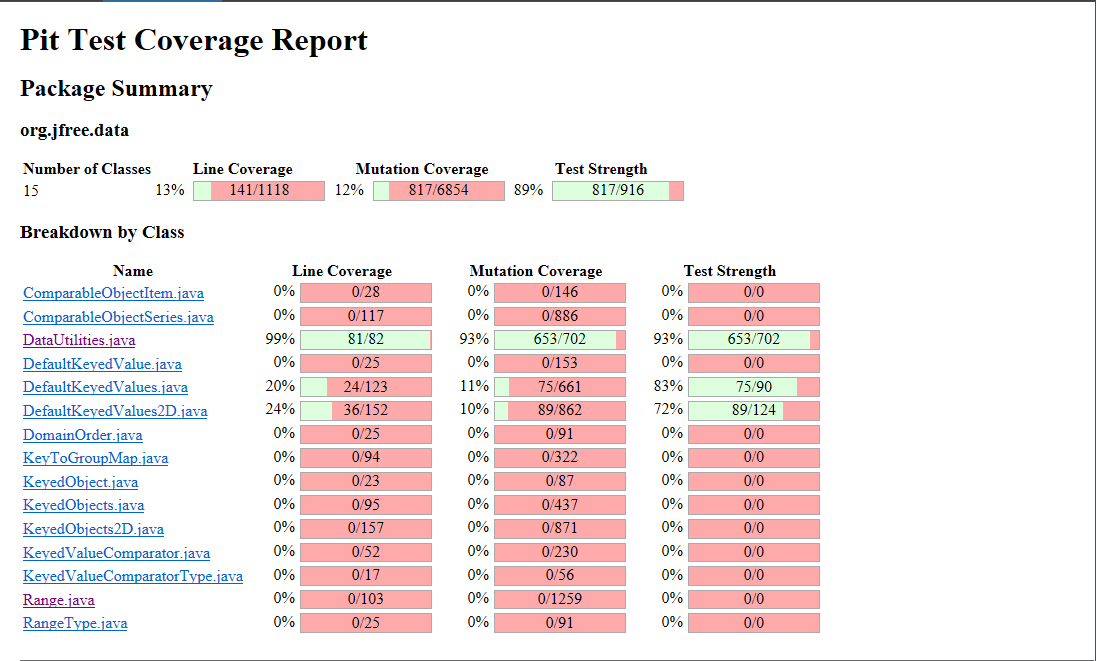 Pit Test Coverage Report
Package Summary
org.jfree.data
Number of Classes Line Coverage Mutation Coverage Test Strength
15 13% 141/1118 12% 817/6854 89% 817/916
Breakdown by Class
Name Line Coverage Mutation Coverage Test Strength
ComparableObjectItem.java 0% 0/28 0% 0/146 0% 0/0
ComparableObjectSeries.java 0% 0/117 0% 0/886 0% 0/0
DataUtilities.java 99% 81/82 93% 653/702 93% 653/702
DefaultKeyedValue.java 0% 0/25 0% 0/153 0% 0/0
DefaultKeyedValues.java 20% 24/123 11% 75/661 83% 75/90
DefaultKeyedValues2D.java 24% 36/152 10% 89/862 72% 89/124
DomainOrder.java 0% 0/25 0% 0/91 0% 0/0
KeyToGroupMap.java 0% 0/94 0% 0/322 0% 0/0
KeyedObject.java 0% 0/23 0% 0/87 0% 0/0
KeyedObjects.java 0% 0/95 0% 0/437 0% 0/0
KeyedObjects2D.java 0% 0/157 0% 0/871 0% 0/0
KeyedValueComparator.java 0% 0/52 0% 0/230 0% 0/0
KeyedValueComparatorType.java 0% 0/17 0% 0/56 0% 0/0
Range.java 0% 0/103 0% 0/1259 0% 0/0
RangeType.java 0% 0/25 0% 0/91 0% 0/0